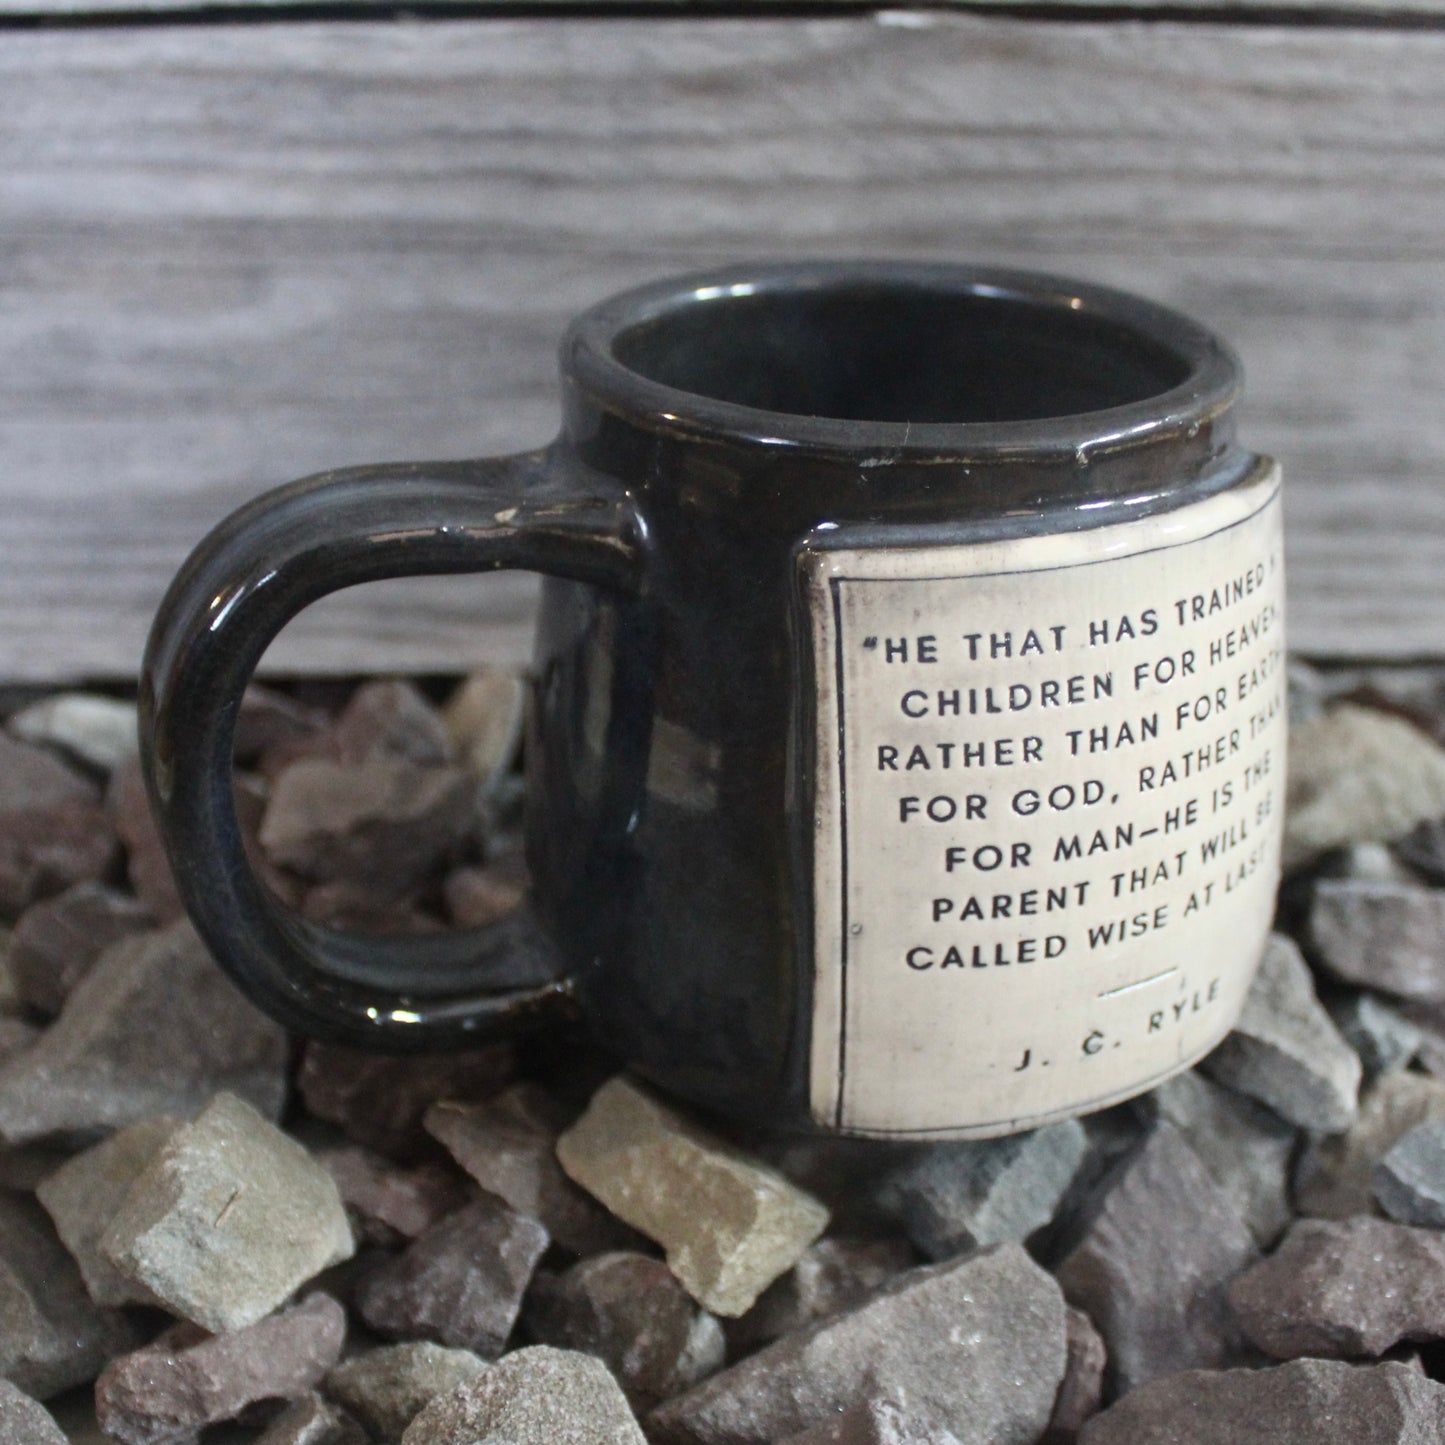 "HE THAT HAS TRAINED
CHILDREN FOR HEAVEN,
RATHER THAN FOR EARTH
FOR GOD, RATHER THAN
FOR MAN—HE IS THE
PARENT THAT WILL BE
CALLED WISE AT LAST
J. C. RYLE